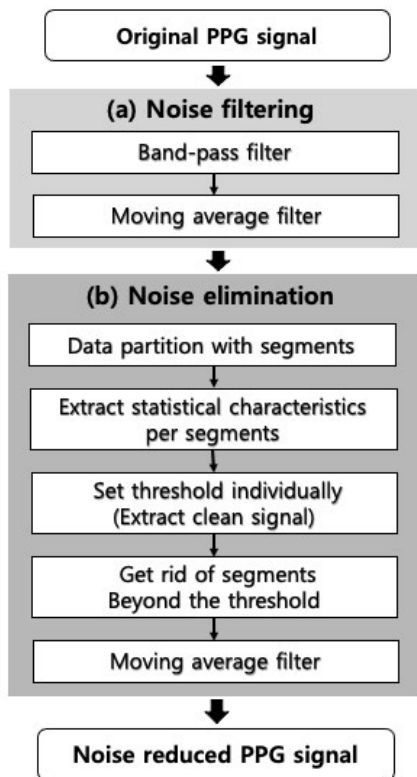 Original PPG signal
(a) Noise filtering
Band-pass filter
Moving average filter
(b) Noise elimination
Data partition with segments
Extract statistical characteristics
per segments
Set threshold individually
(Extract clean signal)
Get rid of segments
Beyond the threshold
Moving average filter
Noise reduced PPG signal